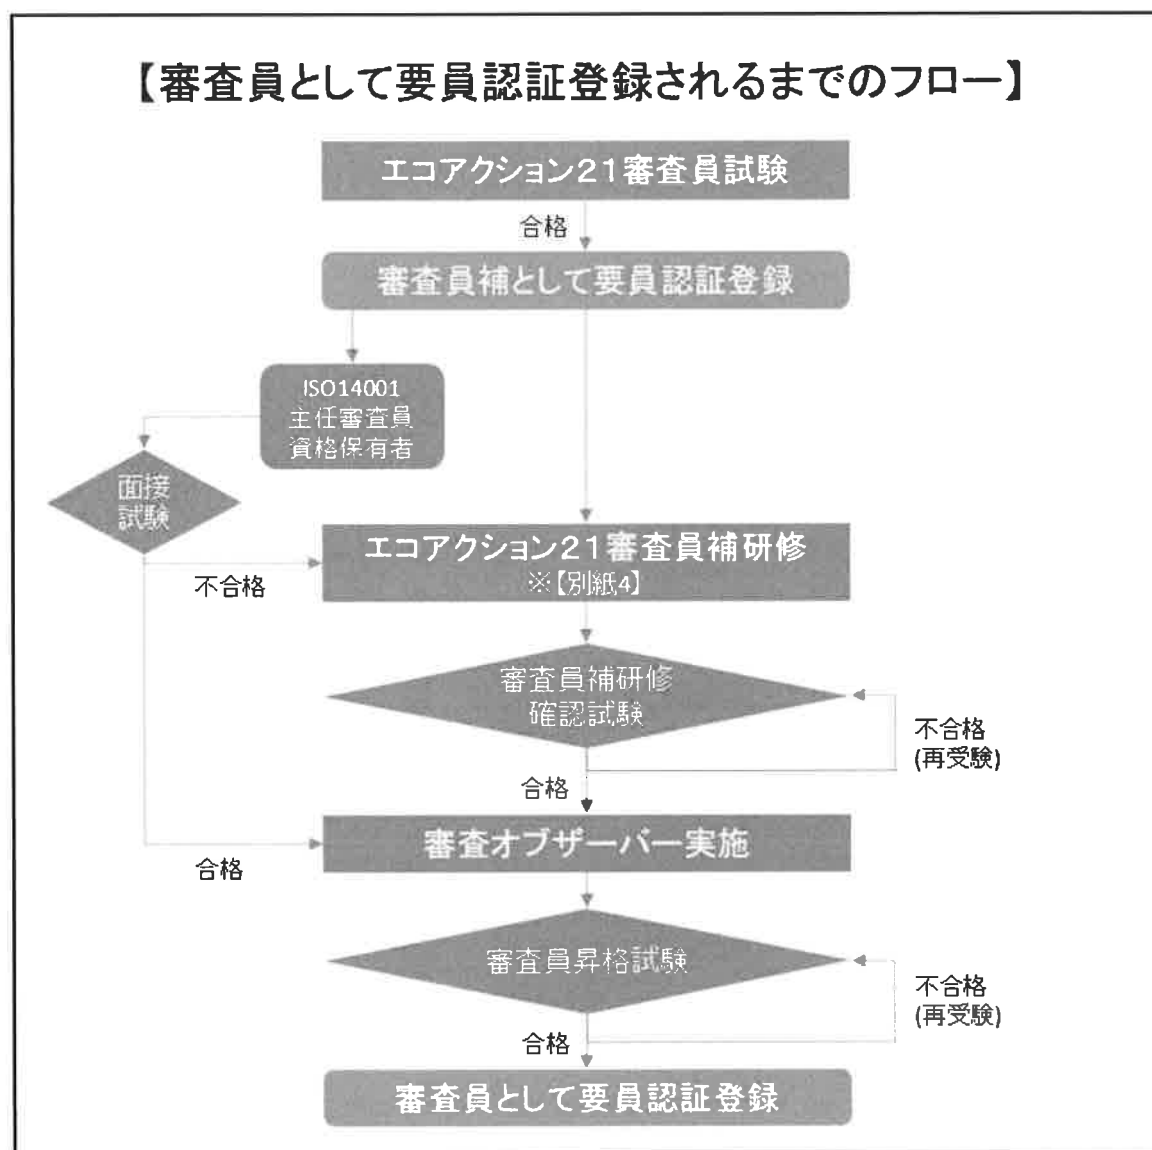 【審査員として要員認証登録されるまでのフロー】
エコアクション21審査員試験
合格
審査員補として要員認証登録
ISO14001
主任審査員
資格保有者
面接
試験
エコアクション21審査員補研修
※【別紙4】
不合格
審査員補研修
確認試験
不合格
(再受験)
合格
審査オブザーバー実施
合格
審査員昇格試験
不合格
(再受験)
合格
審査員として要員認証登録